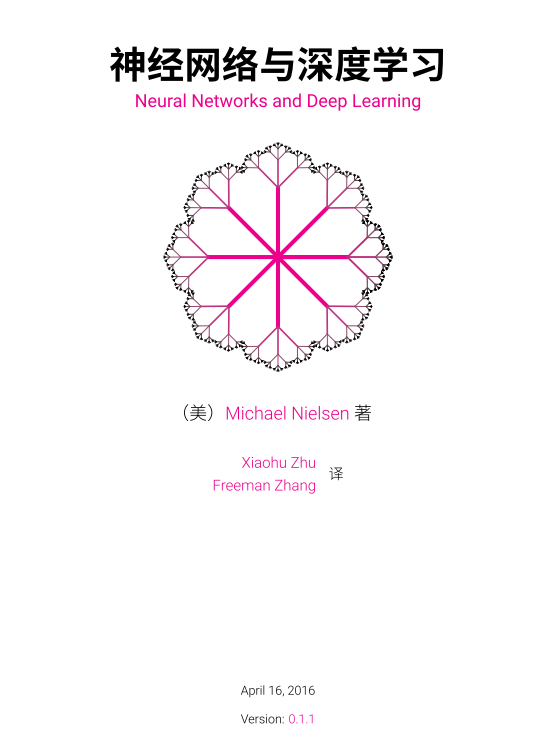 神经网络与深度学习
Neural Networks and Deep Learning
（美） Michael Nielsen 著
Xiaohu Zhu
Freeman Zhang
译
April 16, 2016
Version: 0.1.1